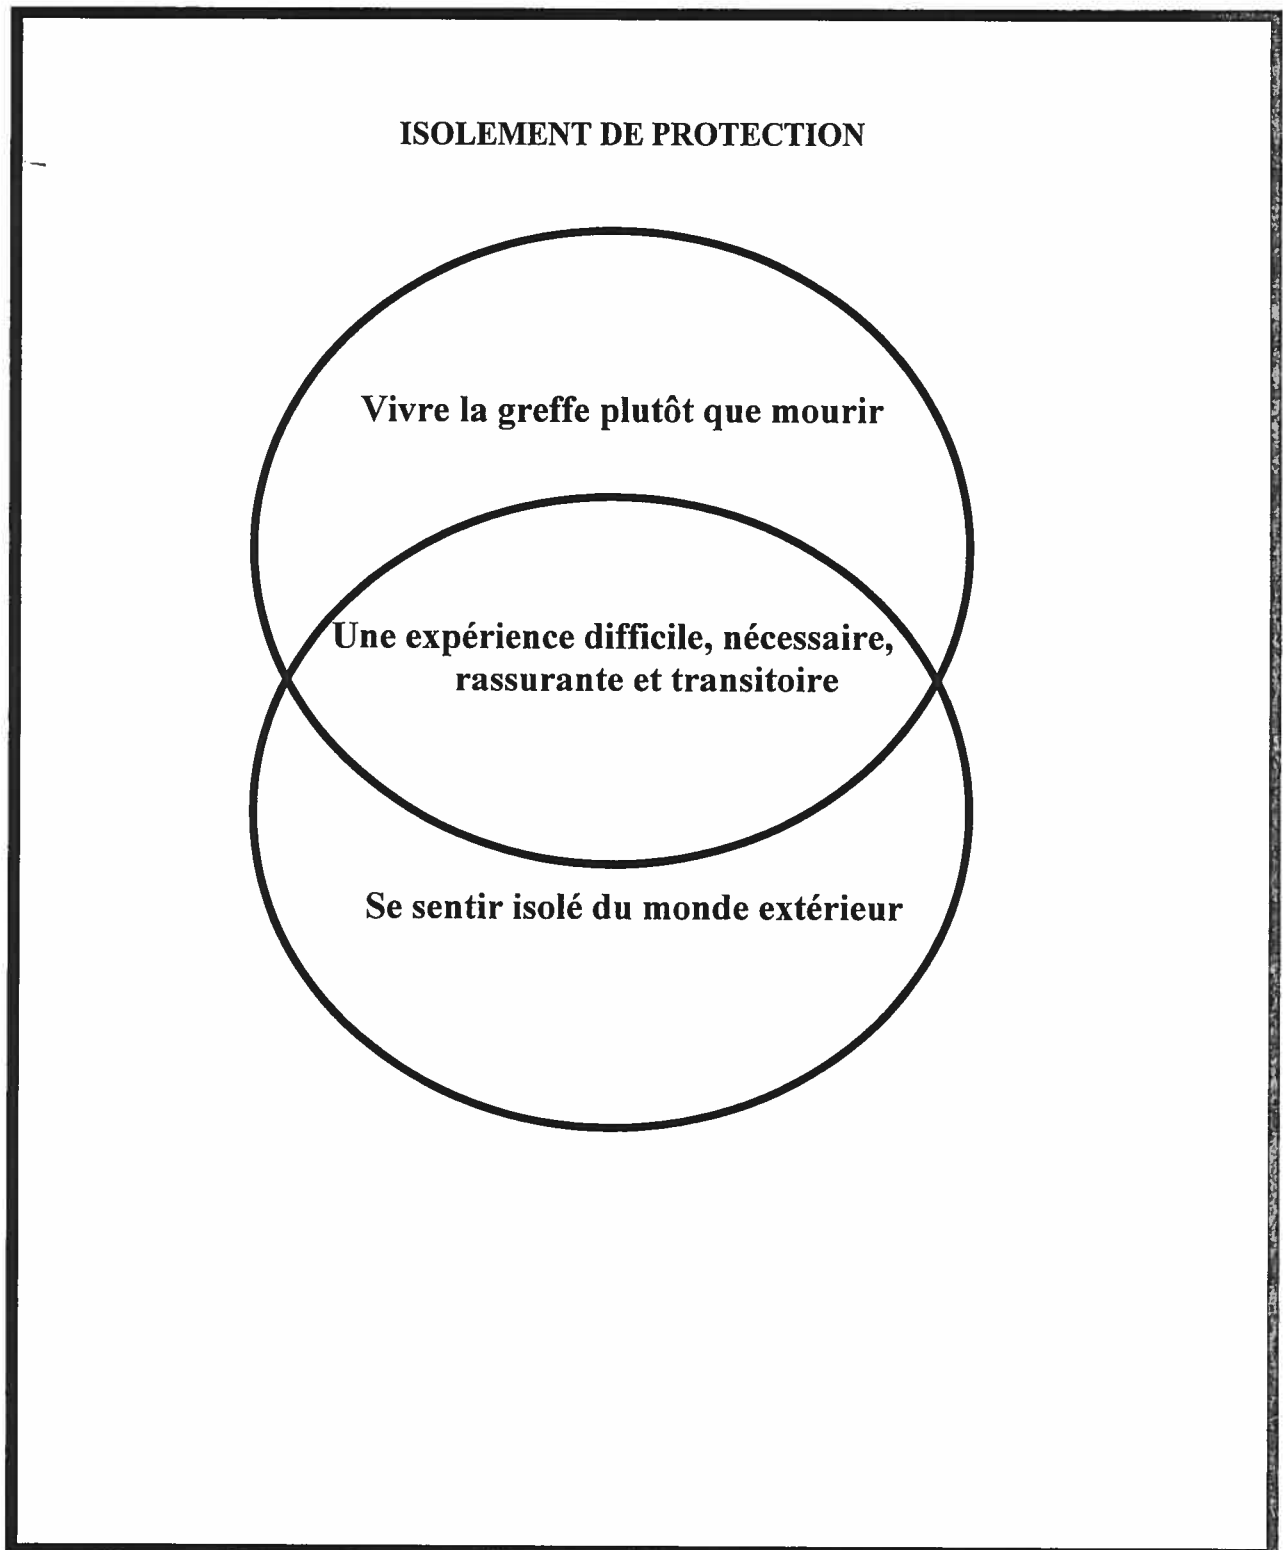 ISOLEMENT DE PROTECTION
Vivre la greffe plutôt que mourir
Une expérience difficile, nécessaire,
rassurante et transitoire
Se sentir isolé du monde extérieur